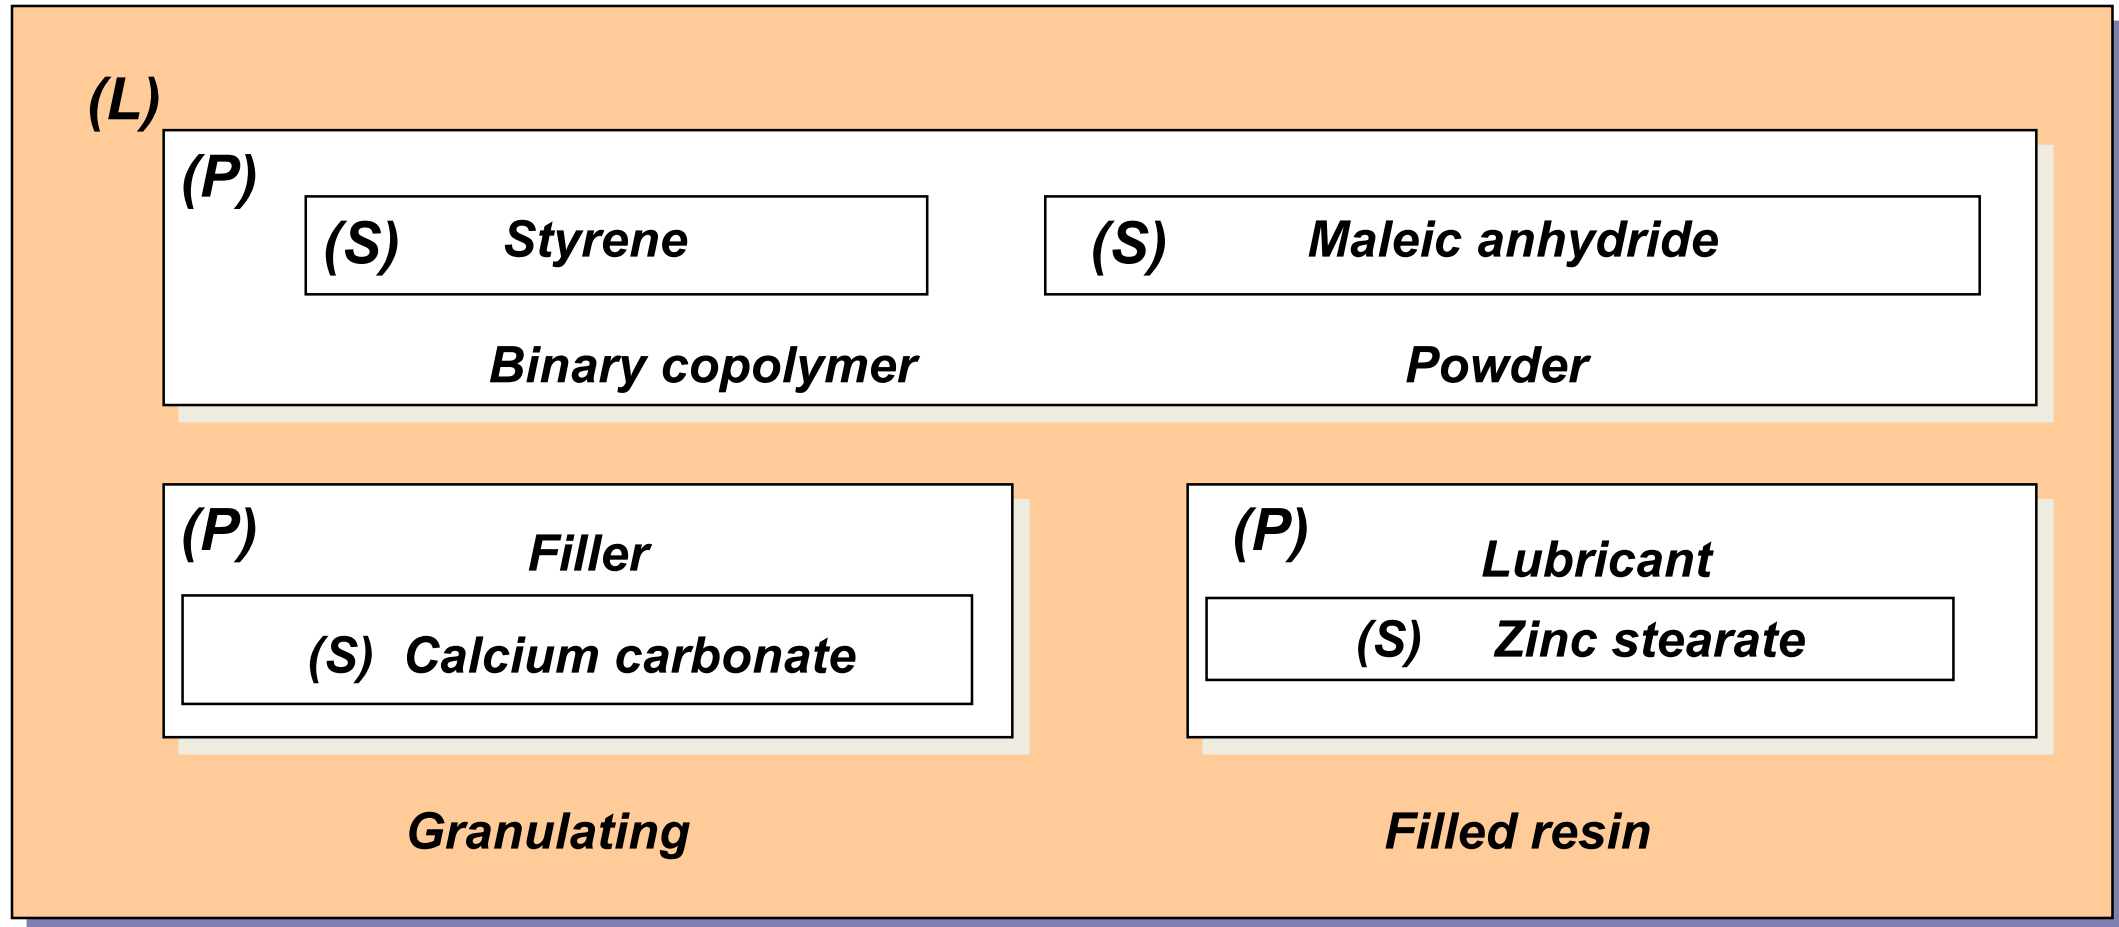 (L)
(P)
(S) Styrene
(S) Maleic anhydride
Binary copolymer
Powder
(P)
Filler
(S) Calcium carbonate
(P)
Lubricant
(S) Zinc stearate
Granulating
Filled resin